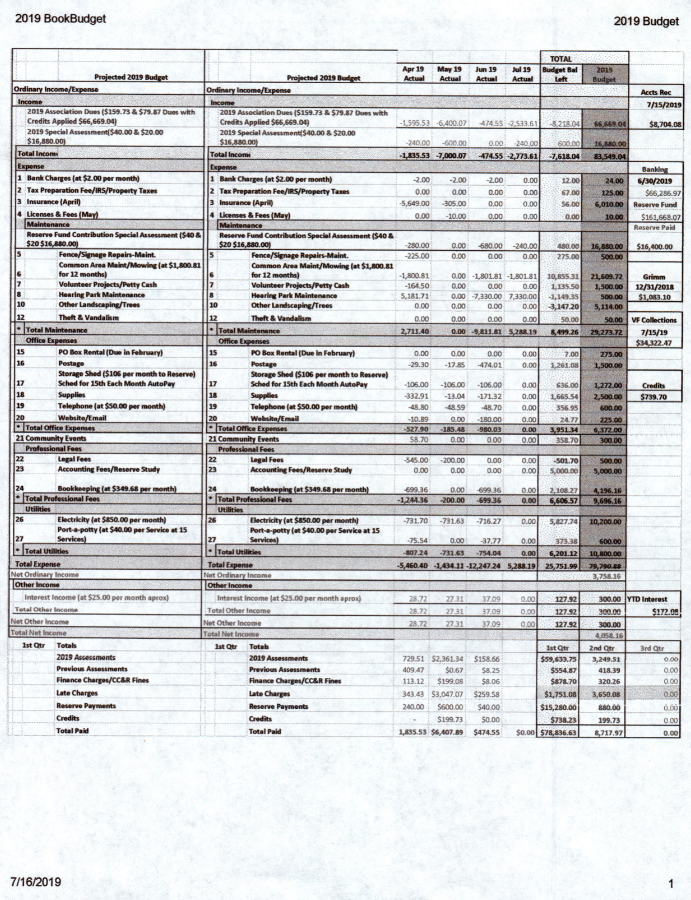 2019 BookBudget 2019 Budget
TOTAL
Projected 2019 Budget Projected 2019 Budget Apr 19 Actual May 19 Actual Jun 19 Actual Jul 19 Actual Budget Bal Left 2019 Budget
Ordinary Income/Expense Ordinary Income/Expense Accts Rec
Income Income 7/15/2019
2019 Association Dues ($159.73 & $79.87 Dues with 2019 Association Dues ($159.73 & $79.87 Dues with
Credits Applied $66,669.04) Credits Applied $66,669.04) -1,595.53 -6,400.07 -474.55 -2,533.61 -8,218.04 66,669.04 $8,704.08
2019 Special Assessment($40.00 & $20.00 2019 Special Assessment($40.00 & $20.00
$16,880.00) $16,880.00) -240.00 -600.00 0.00 -240.00 600.00 16,880.00
Total Income Total Income -1,835.53 -7,000.07 -474.55 -2,773.61 -7,618.04 83,549.04
Expense Expense Banking
1 Bank Charges (at $2.00 per month) 1 Bank Charges (at $2.00 per month) -2.00 -2.00 -2.00 0.00 12.00 24.00 6/30/2019
2 Tax Preparation Fee/IRS/Property Taxes 2 Tax Preparation Fee/IRS/Property Taxes 0.00 0.00 0.00 0.00 67.00 125.00 $66,286.97
3 Insurance (April) 3 Insurance (April) -5,649.00 -305.00 0.00 0.00 56.00 6,010.00 Reserve Fund
4 Licenses & Fees (May) 4 Licenses & Fees (May) 0.00 -10.00 0.00 0.00 0.00 10.00 $161,668.07
Maintenance Maintenance Reserve Paid
Reserve Fund Contribution Special Assessment ($40 & Reserve Fund Contribution Special Assessment ($40 &
$20 $16,880.00) $20 $16,880.00) -280.00 0.00 -680.00 -240.00 480.00 16,880.00 $16,400.00
5 Fence/Signage Repairs-Maint. 5 Fence/Signage Repairs-Maint. -225.00 0.00 0.00 0.00 275.00 500.00
Common Area Maint/Mowing (at $1,800.81 Common Area Maint/Mowing (at $1,800.81
6 for 12 months) 6 for 12 months) -1,800.81 0.00 -1,801.81 -1,801.81 10,855.31 21,609.72 Grimm
7 Volunteer Projects/Petty Cash 7 Volunteer Projects/Petty Cash -164.50 0.00 0.00 0.00 1,135.50 1,500.00 12/31/2018
8 Hearing Park Maintenance 8 Hearing Park Maintenance 5,181.71 0.00 -7,330.00 7,330.00 -1,149.35 500.00 $1,083.10
10 Other Landscaping/Trees 10 Other Landscaping/Trees 0.00 0.00 0.00 0.00 -3,147.20 5,114.00
12 Theft & Vandalism 12 Theft & Vandalism 0.00 0.00 0.00 0.00 50.00 50.00 VF Collections
* Total Maintenance * Total Maintenance 2,711.40 0.00 -9,811.81 5,288.19 8,499.26 29,273.72 7/15/19
Office Expenses Office Expenses $34,322.47
15 PO Box Rental (Due in February) 15 PO Box Rental (Due in February) 0.00 0.00 0.00 0.00 7.00 275.00
16 Postage 16 Postage -29.30 -17.85 -474.01 0.00 1,261.08 1,500.00
Storage Shed ($106 per month to Reserve) Storage Shed ($106 per month to Reserve)
17 Sched for 15th Each Month AutoPay 17 Sched for 15th Each Month AutoPay -106.00 -106.00 -106.00 0.00 636.00 1,272.00 Credits
18 Supplies 18 Supplies -332.91 -13.04 -171.32 0.00 1,665.54 2,500.00 $739.70
19 Telephone (at $50.00 per month) 19 Telephone (at $50.00 per month) -48.80 -48.59 -48.70 0.00 356.95 600.00
20 Website/Email 20 Website/Email -10.89 0.00 -180.00 0.00 24.77 225.00
* Total Office Expenses * Total Office Expenses -527.90 -185.48 -980.03 0.00 3,951.34 6,372.00
21 Community Events 21 Community Events 58.70 0.00 0.00 0.00 358.70 300.00
Professional Fees Professional Fees
22 Legal Fees 22 Legal Fees -545.00 -200.00 0.00 0.00 -501.70 500.00
23 Accounting Fees/Reserve Study 23 Accounting Fees/Reserve Study 0.00 0.00 0.00 0.00 5,000.00 5,000.00
24 Bookkeeping (at $349.68 per month) 24 Bookkeeping (at $349.68 per month) -699.36 0.00 -699.36 0.00 2,108.27 4,196.16
* Total Professional Fees * Total Professional Fees -1,244.36 -200.00 -699.36 0.00 6,606.57 9,696.16
Utilities Utilities
26 Electricity (at $850.00 per month) 26 Electricity (at $850.00 per month) -731.70 -731.63 -716.27 0.00 5,827.74 10,200.00
Port-a-potty (at $40.00 per Service at 15 Port-a-potty (at $40.00 per Service at 15
27 Services) 27 Services) -75.54 0.00 -37.77 0.00 373.38 600.00
* Total Utilities * Total Utilities -807.24 -731.63 -754.04 0.00 6,201.12 10,800.00
Total Expense Total Expense -5,460.40 -1,434.11 -12,247.24 5,288.19 25,751.99 79,790.88
Net Ordinary Income Net Ordinary Income 3,758.16
Other Income Other Income
Interest Income (at $25.00 per month aprox) Interest Income (at $25.00 per month aprox) 28.72 27.31 37.09 0.00 127.92 300.00 YTD Interest
Total Other Income Total Other Income 28.72 27.31 37.09 0.00 127.92 300.00 $172.08
Net Other Income Net Other Income 28.72 27.31 37.09 0.00 127.92 300.00
Total Net Income Total Net Income 4,058.16
1st Qtr Totals 1st Qtr Totals 1st Qtr 2nd Qtr 3rd Qtr
2019 Assessments 2019 Assessments 729.51 $2,361.34 $158.66 $59,633.75 3,249.51 0.00
Previous Assessments Previous Assessments 409.47 $0.67 $8.25 $554.87 418.39 0.00
Finance Charges/CC&R Fines Finance Charges/CC&R Fines 113.12 $199.08 $8.06 $878.70 320.26 0.00
Late Charges Late Charges 343.43 $3,047.07 $259.58 $1,751.08 3,650.08 0.00
Reserve Payments Reserve Payments 240.00 $600.00 $40.00 $15,280.00 880.00 0.00
Credits Credits - $199.73 $0.00 $738.23 199.73 0.00
Total Paid Total Paid 1,835.53 $6,407.89 $474.55 $0.00 $78,836.63 8,717.97 0.00
7/16/2019 1